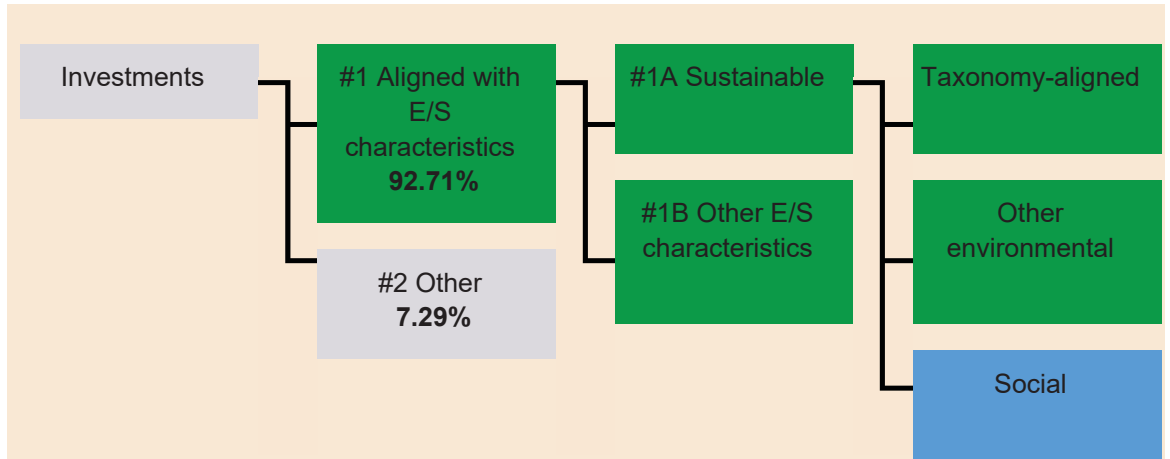 Investments
#1 Aligned with
E/S
characteristics
92.71%
#2 Other
7.29%
#1A Sustainable
#1B Other E/S
characteristics
Taxonomy-aligned
Other
environmental
Social